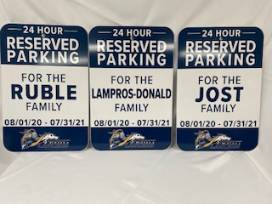 24 HOUR
RESERVED
PARKING
FOR THE
RUBLE
FAMILY
08/01/20 - 07/31/21
24 HOUR
RESERVED
PARKING
FOR THE
LAMPROS-DONALD
FAMILY
08/01/20 - 07/31/21
24 HOUR
RESERVED
PARKING
FOR THE
JOST
FAMILY
08/01/20 - 07/31/21